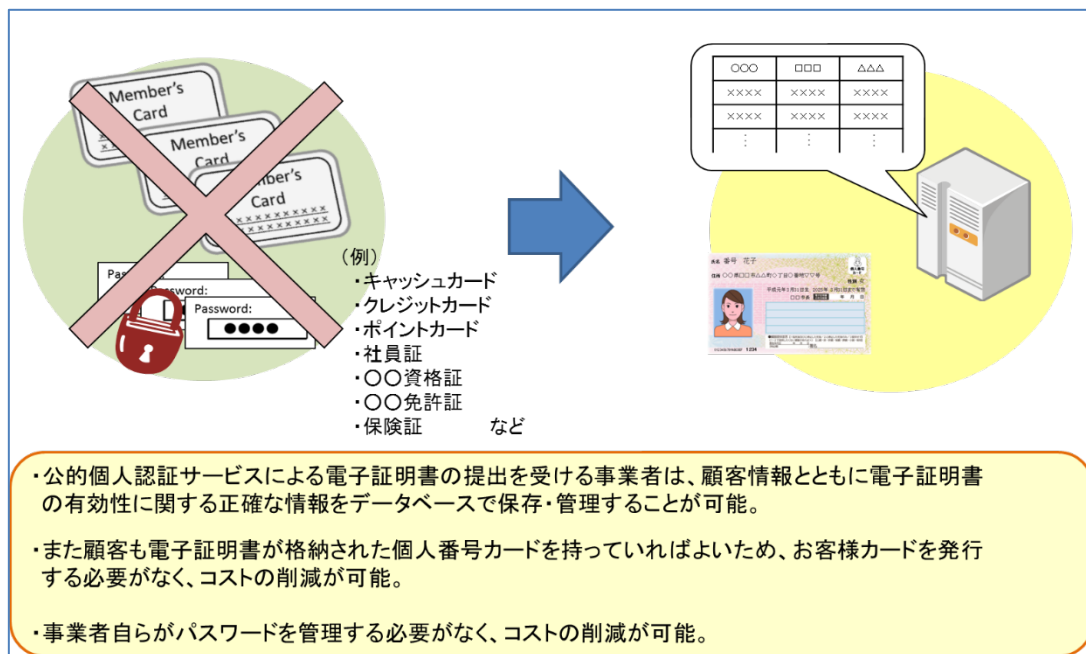 Member's
Card
Member's
Card
Card
Password:
Password:
●●●●
(例)
・キャッシュカード
・クレジットカード
・ポイントカード
・社員証
・〇〇資格証
・〇〇免許証
・保険証　　　など
○○○ □□□ △△△
×××× ×××× ××××
×××× ×××× ××××
⋮ ⋮ ⋮
氏名 番号 花子
1234
・公的個人認証サービスによる電子証明書の提出を受ける事業者は、顧客情報とともに電子証明書
の有効性に関する正確な情報をデータベースで保存・管理することが可能。
・また顧客も電子証明書が格納された個人番号カードを持っていればよいため、お客様カードを発行
する必要がなく、コストの削減が可能。
・事業者自らがパスワードを管理する必要がなく、コストの削減が可能。